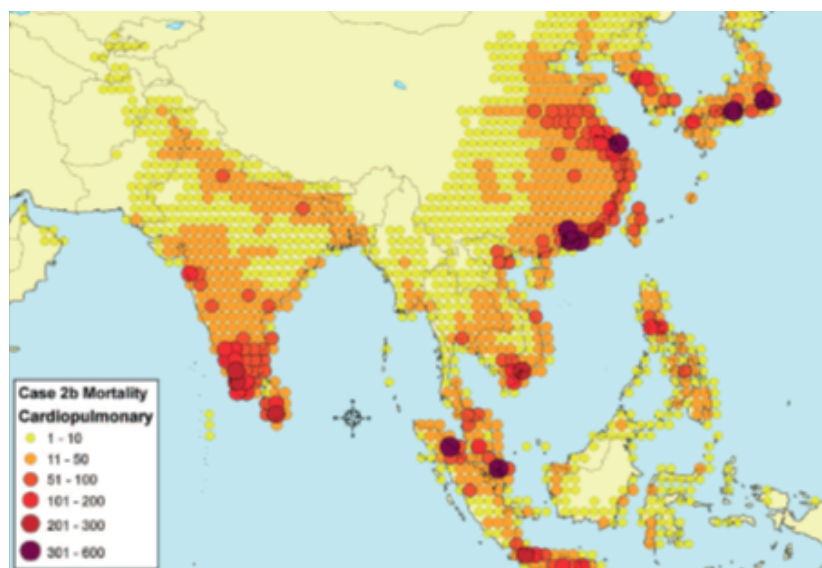 Case 2b Mortality
Cardiopulmonary
1 - 10
11 - 50
51 - 100
101 - 200
201 - 300
301 - 600